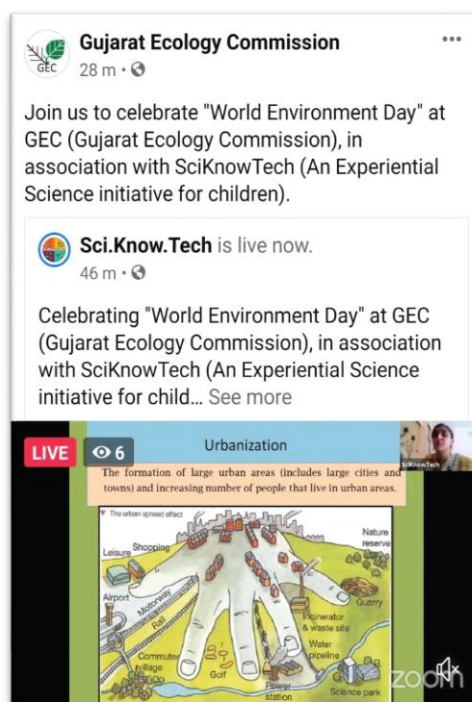 GEC
Gujarat Ecology Commission
28 m
Join us to celebrate "World Environment Day" at
GEC (Gujarat Ecology Commission), in
association with SciKnowTech (An Experiential
Science initiative for children).
Sci.Know.Tech is live now.
46 m
Celebrating "World Environment Day" at GEC
(Gujarat Ecology Commission), in association
with SciKnowTech (An Experiential Science
initiative for child... See more
LIVE 6
Urbanization
SciKnowTech
The formation of large urban areas (includes large cities and
towns) and increasing number of people that live in urban areas.
The urban spread effect
Leisure
Shopping
Nature
reserve
Airport
Motorway
Rail
Quarry
Incinerator
& waste site
Commuter
village
Golf
Water
pipeline
Power
station
Science park
zoom